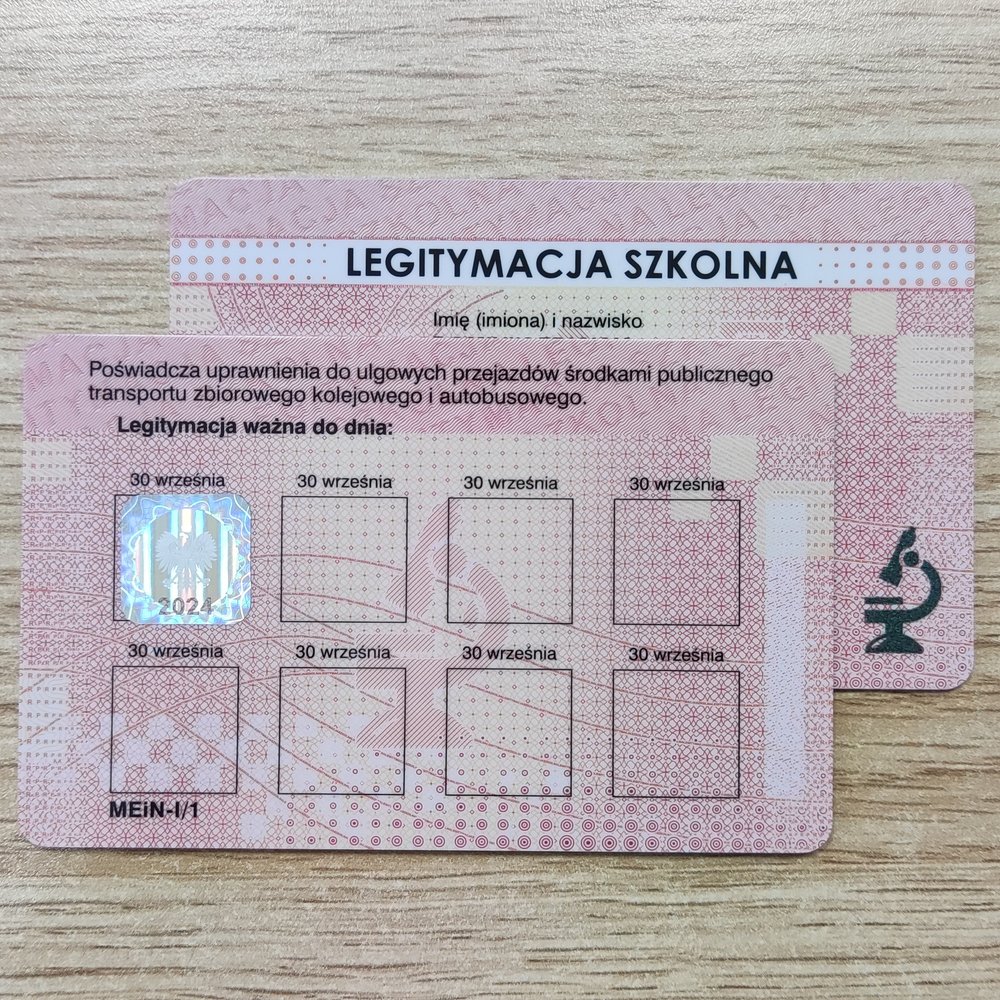 LEGITYMACJA SZKOLNA
Imię (imiona) i nazwisko
Poświadcza uprawnienia do ulgowych przejazdów środkami publicznego
transportu zbiorowego kolejowego i autobusowego.
Legitymacja ważna do dnia:
30 września 30 września 30 września 30 września
2024
30 września 30 września 30 września 30 września
MEiN-I/1